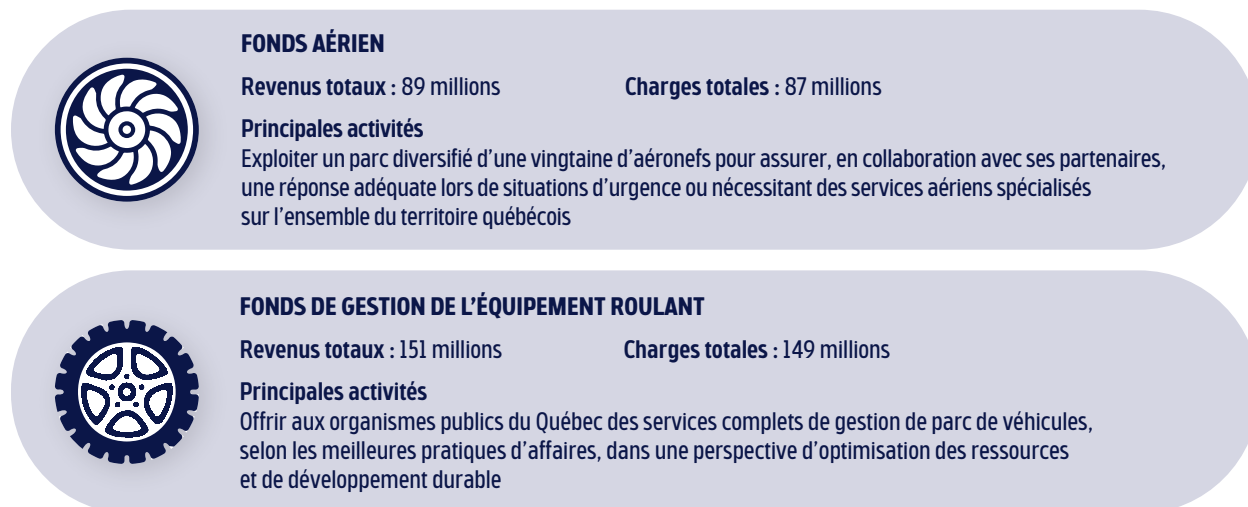 FONDS AÉRIEN
Revenus totaux : 89 millions Charges totales : 87 millions
Principales activités
Exploiter un parc diversifié d'une vingtaine d'aéronefs pour assurer, en collaboration avec ses partenaires,
une réponse adéquate lors de situations d'urgence ou nécessitant des services aériens spécialisés
sur l'ensemble du territoire québécois
FONDS DE GESTION DE L'ÉQUIPEMENT ROULANT
Revenus totaux : 151 millions Charges totales : 149 millions
Principales activités
Offrir aux organismes publics du Québec des services complets de gestion de parc de véhicules,
selon les meilleures pratiques d'affaires, dans une perspective d'optimisation des ressources
et de développement durable